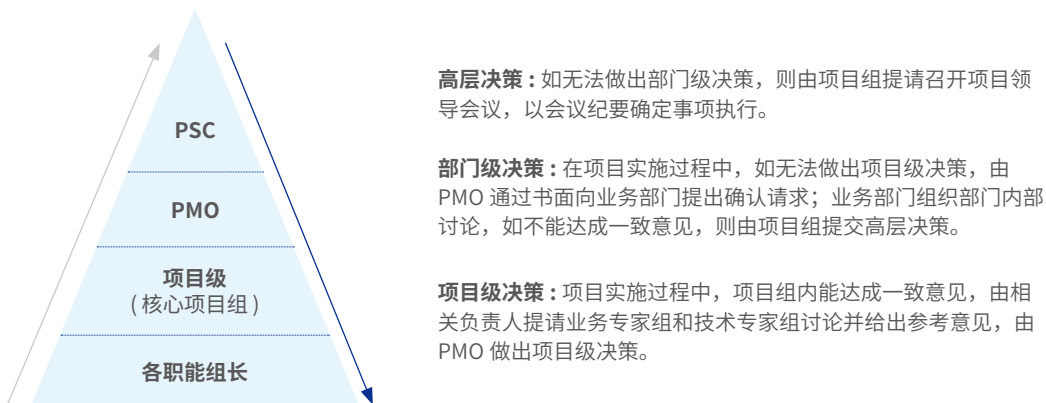 PSC
PMO
项目级
(核心项目组)
各职能组长
高层决策:如无法做出部门级决策，则由项目组提请召开项目领
导会议，以会议纪要确定事项执行。
部门级决策:在项目实施过程中，如无法做出项目级决策，由
PMO 通过书面向业务部门提出确认请求；业务部门组织部门内部
讨论，如不能达成一致意见，则由项目组提交高层决策。
项目级决策:项目实施过程中，项目组内能达成一致意见，由相
关负责人提请业务专家组和技术专家组讨论并给出参考意见，由
PMO 做出项目级决策。